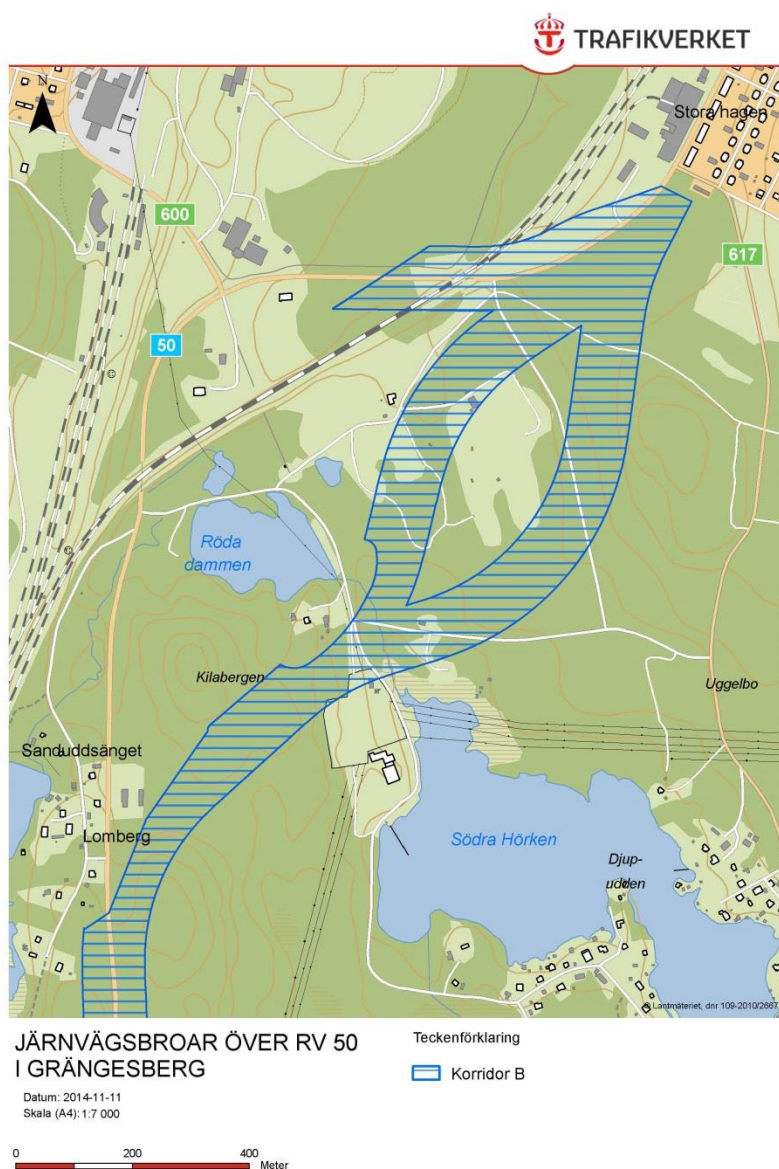 TRAFIKVERKET
N
Stora hagen
600
617
50
Röda
dammen
Kilabergen
Uggelbo
Sanduddsänget
Lomberg
Södra Hörken
Djup-
udden
© Lantmäteriet, dnr 109-2010/2667
JÄRNVÄGSBROAR ÖVER RV 50
I GRÄNGESBERG
Datum: 2014-11-11
Skala (A4): 1:7 000
Teckenförklaring
Korridor B
0 200 400
Meter